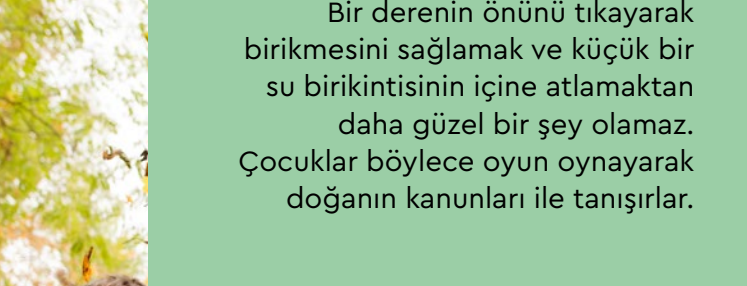 Bir derenin önünü tıkayarak
birikmesini sağlamak ve küçük bir
su birikintisinin içine atlamaktan
daha güzel bir şey olamaz.
Çocuklar böylece oyun oynayarak
doğanın kanunları ile tanışırlar.